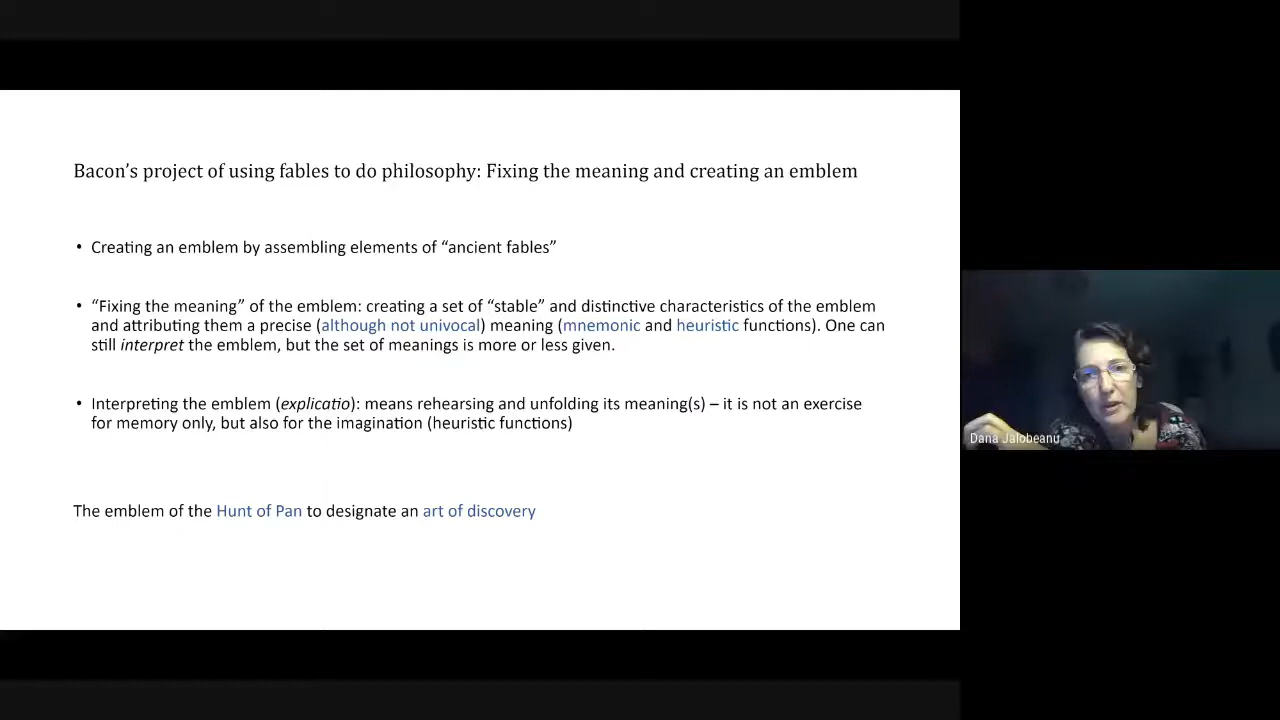 Bacon’s project of using fables to do philosophy: Fixing the meaning and creating an emblem
• Creating an emblem by assembling elements of “ancient fables”
• “Fixing the meaning” of the emblem: creating a set of “stable” and distinctive characteristics of the emblem
and attributing them a precise (although not univocal) meaning (mnemonic and heuristic functions). One can
still interpret the emblem, but the set of meanings is more or less given.
• Interpreting the emblem (explicatio): means rehearsing and unfolding its meaning(s) – it is not an exercise
for memory only, but also for the imagination (heuristic functions)
The emblem of the Hunt of Pan to designate an art of discovery
Dana Jalobeanu